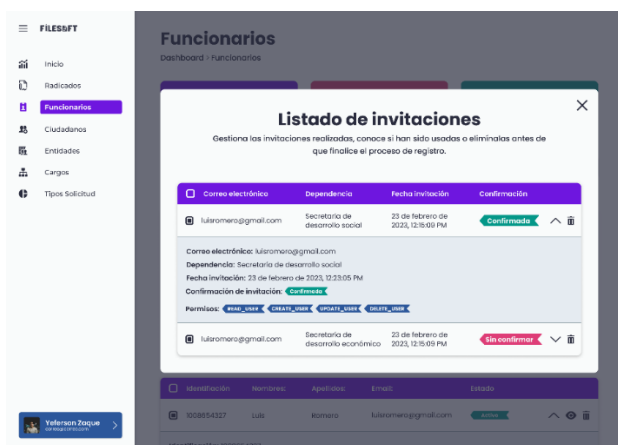 FiLESOFT
Inicio
Radicados
Funcionarios
Ciudadanos
Entidades
Cargos
Tipos Solicitud
Yeferson Zaque
Funcionarios
Dashboard > Funcionarios
Listado de invitaciones
Gestiona las invitaciones realizadas, conoce si han sido usadas o elimínalas antes de
que finalice el proceso de registro.
Correo electrónico Dependencia Fecha invitación Confirmación
luisromero@gmail.com Secretaria de desarrollo social 23 de febrero de 2023, 12:15:09 PM Confirmada
Correo electrónico: luisromero@gmail.com
Dependencia: Secretaria de desarrollo social
Fecha invitación: 23 de febrero de 2023, 12:23:05 PM
Confirmación de invitación: Confirmada
Permisos: READ_USER CREATE_USER UPDATE_USER DELETE_USER
luisromero@gmail.com Secretaria de desarrollo económico 23 de febrero de 2023, 12:15:09 PM Sin confirmar
Identifiación Nombres: Apellidos: Email: Estado
1008654327 Luis Romero luisromero@gmail.com Activo